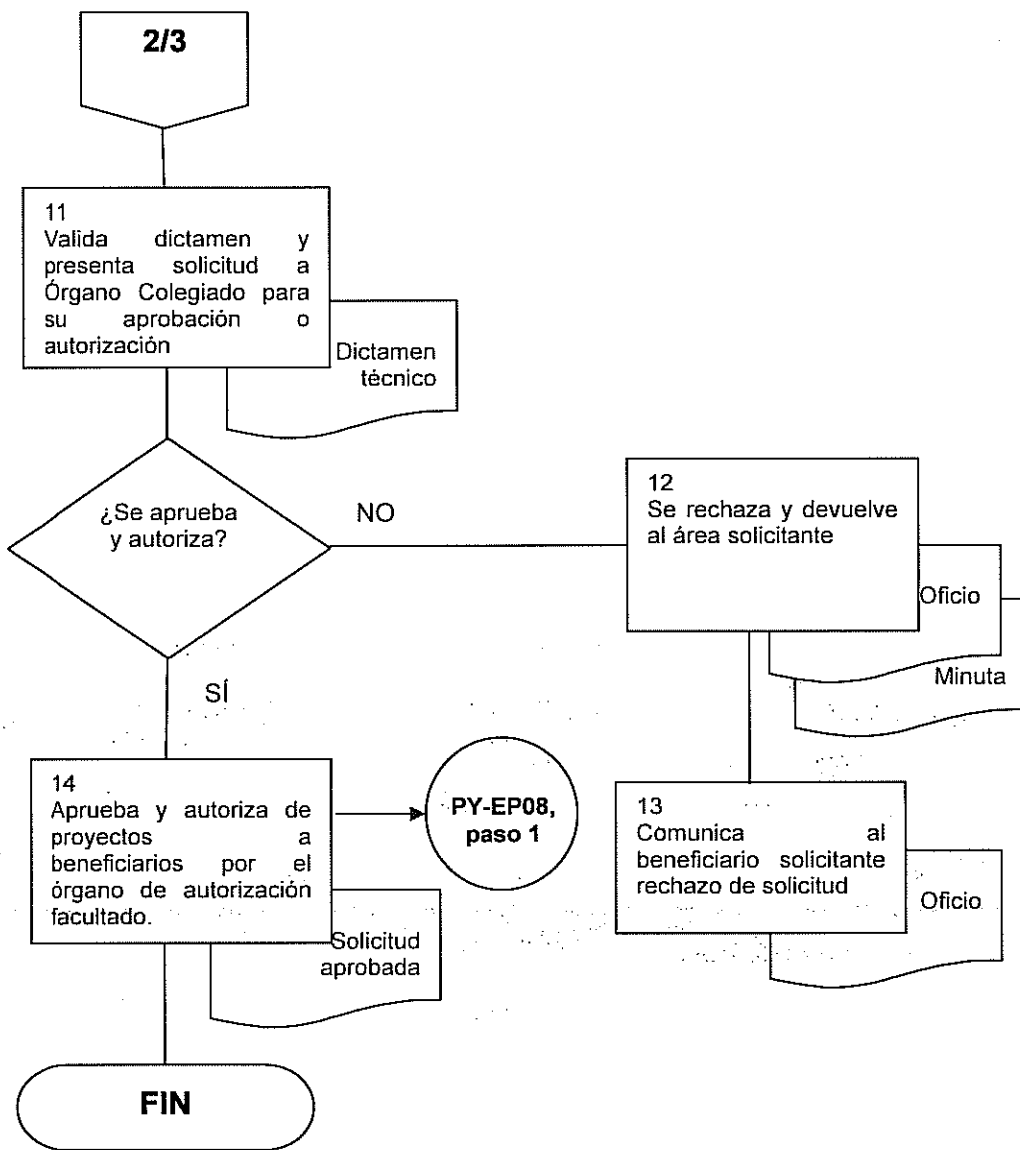 2/3
11
Valida dictamen y
presenta solicitud a
Órgano Colegiado para
su aprobación o
autorización
Dictamen
técnico
¿Se aprueba
y autoriza?
NO
12
Se rechaza y devuelve
al área solicitante
Oficio
Minuta
SÍ
14
Aprueba y autoriza de
proyectos a
beneficiarios por el
órgano de autorización
facultado.
Solicitud
aprobada
PY-EP08,
paso 1
13
Comunica al
beneficiario solicitante
rechazo de solicitud
Oficio
FIN